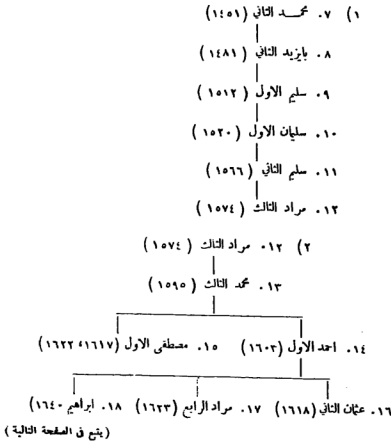 ١) ٧. محمد الثاني (١٤٥١)
٨. بايزيد الثاني (١٤٨١)
٩. سليم الاول (١٥١٢)
١٠. سليمان الاول (١٥٢٠)
١١. سليم الثاني (١٥٦٦)
١٢. مراد الثالث (١٥٧٤)
٢) ١٢. مراد الثالث (١٥٧٤)
١٣. محمد الثالث (١٥٩٥)
١٤. احمد الاول (١٦٠٣) ١٥. مصطفى الاول (١٦١٧، ١٦٢٢)
١٦. عثمان الثاني (١٦١٨) ١٧. مراد الرابع (١٦٢٣) ١٨. ابراهيم ١٦٤٠)
(يتبع في الصفحة التالية)